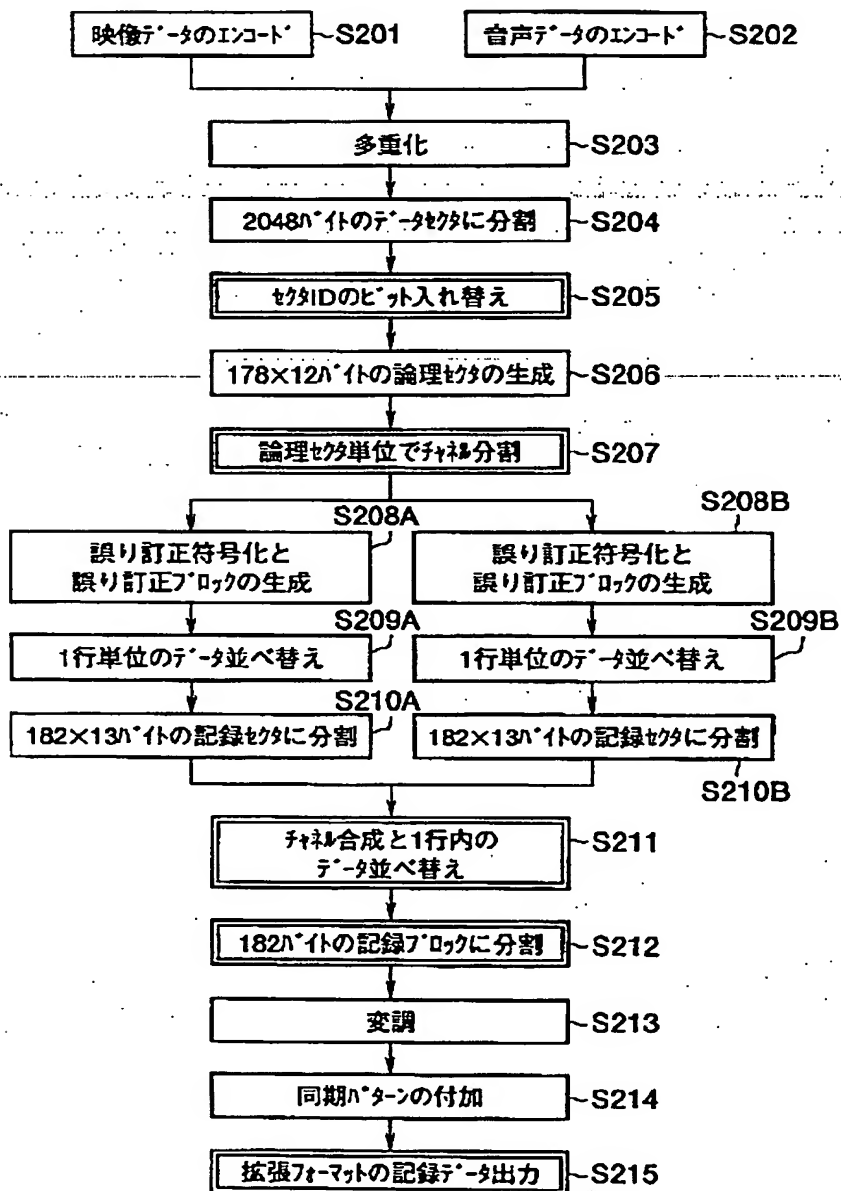 映像データのエンコード ~S201
音声データのエンコード ~S202
多重化 ~S203
2048バイトのデータセクタに分割 ~S204
セクタIDのビット入れ替え ~S205
178×12バイトの論理セクタの生成 ~S206
論理セクタ単位でチャネル分割 ~S207
S208A
誤り訂正符号化と
誤り訂正ブロックの生成
S208B
誤り訂正符号化と
誤り訂正ブロックの生成
S209A
1行単位のデータ並べ替え
S209B
1行単位のデータ並べ替え
S210A
182×13バイトの記録セクタに分割
182×13バイトの記録セクタに分割
S210B
チャネル合成と1行内の
データ並べ替え
~S211
182バイトの記録ブロックに分割 ~S212
変調 ~S213
同期パターンの付加 ~S214
拡張フォーマットの記録データ出力 ~S215